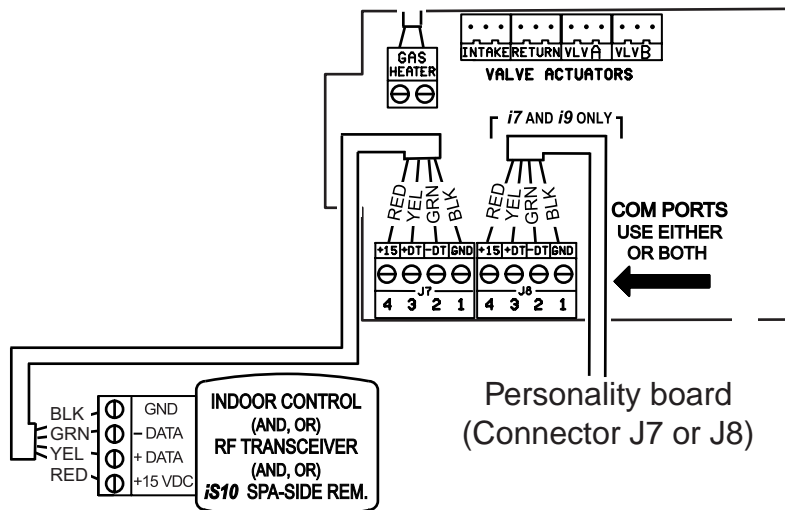 GAS
HEATER
INTAKE RETURN VLVA VLVB
VALVE ACTUATORS
i7 AND i9 ONLY
RED YEL GRN BLK
RED YEL GRN BLK
COM PORTS
USE EITHER
OR BOTH
+15 +DT -DT GND
+15 +DT -DT GND
J7
J8
4 3 2 1
4 3 2 1
BLK
GRN
YEL
RED
GND
– DATA
+ DATA
+15 VDC
INDOOR CONTROL
(AND, OR)
RF TRANSCEIVER
(AND, OR)
iS10 SPA-SIDE REM.
Personality board
(Connector J7 or J8)